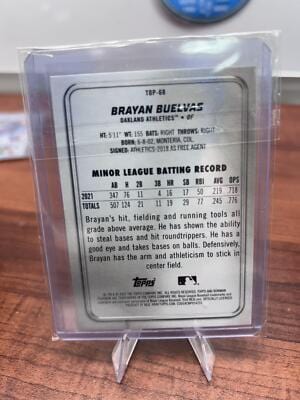 TBP-68
BRAYAN BUELVAS
OAKLAND ATHLETICS™ • OF
HT: 5'11" WT: 155 BATS: RIGHT THROWS: RIGHT
BORN: 6-8-02, MONTERIA, COL.
SIGNED: ATHLETICS-2018 AS FREE AGENT
MINOR LEAGUE BATTING RECORD
AB H 2B 3B HR SB BB AVG OPS
2021 347 76 11 4 16 17 50 .219 .718
TOTALS 507 124 21 11 29 77 .245 .776
Brayan's hit, fielding and running tools all
grade above average. He has shown the ability
to steal bases and hit roundtrippers. He has a
good eye and takes bases on balls. Defensively,
Brayan has the arm and athleticism to stick in
center field.
Topps